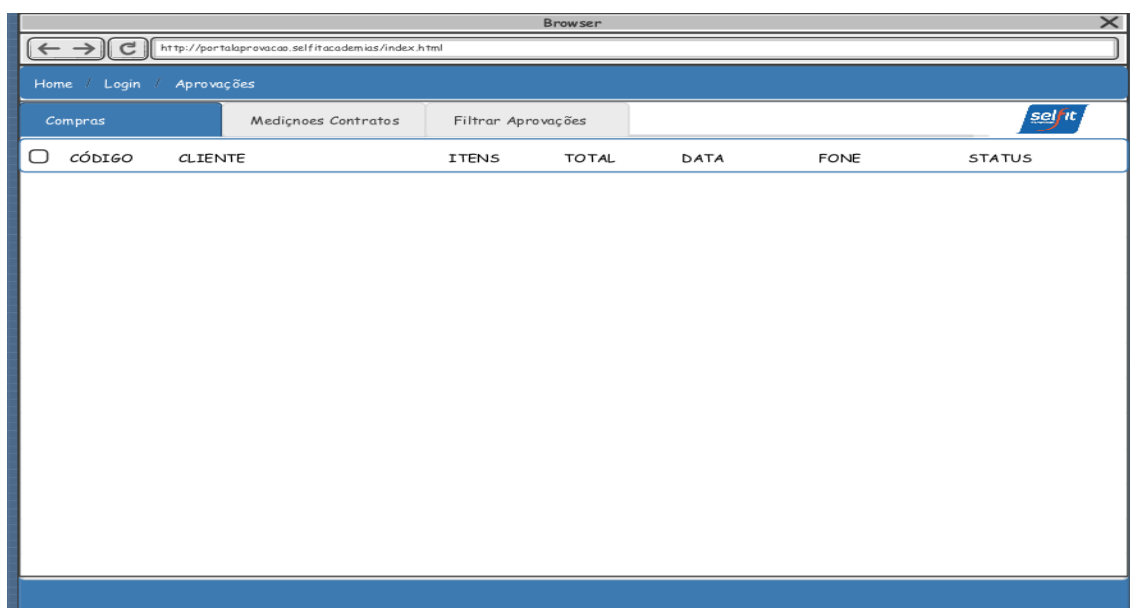 Browser
http://portalaprovacao.selfitacademias/index.html
Home / Login / Aprovações
Compras Mediçnoes Contratos Filtrar Aprovações selfit
CÓDIGO CLIENTE ITENS TOTAL DATA FONE STATUS